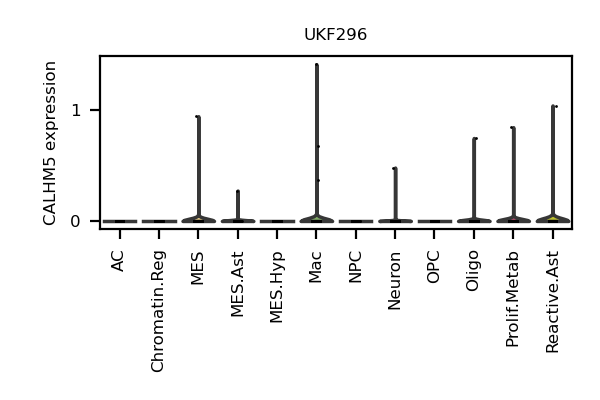 UKF296
CALHM5 expression
1
0
AC
Chromatin.Reg
MES
MES.Ast
MES.Hyp
Mac
NPC
Neuron
OPC
Oligo
Prolif.Metab
Reactive.Ast